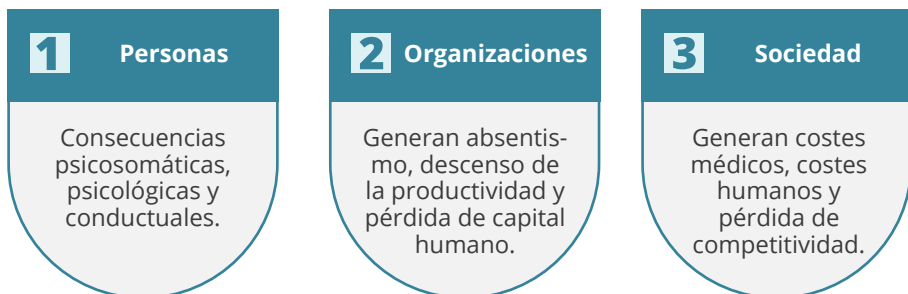 1 Personas
Consecuencias
psicosomáticas,
psicológicas y
conductuales.
2 Organizaciones
Generan absentis-
mo, descenso de
la productividad y
pérdida de capital
humano.
3 Sociedad
Generan costes
médicos, costes
humanos y
pérdida de
competitividad.